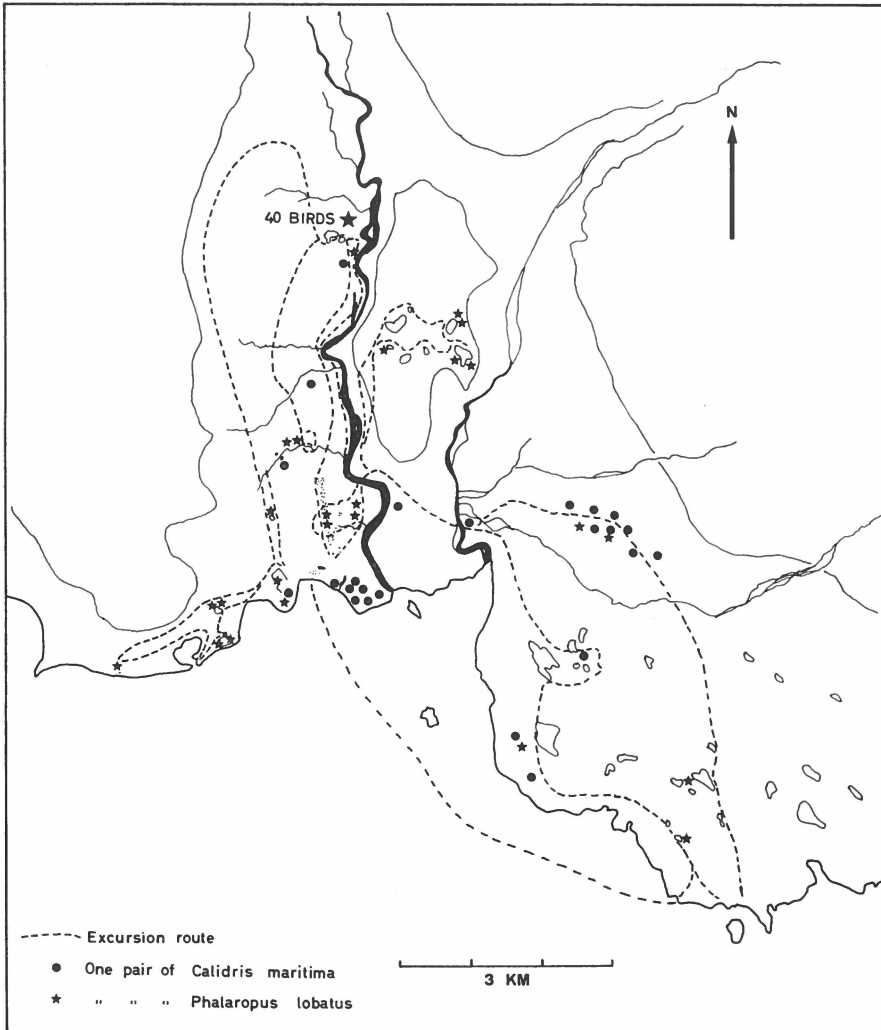 N
40 BIRDS
Excursion route
One pair of Calidris maritima
" " " Phalaropus lobatus
3 KM